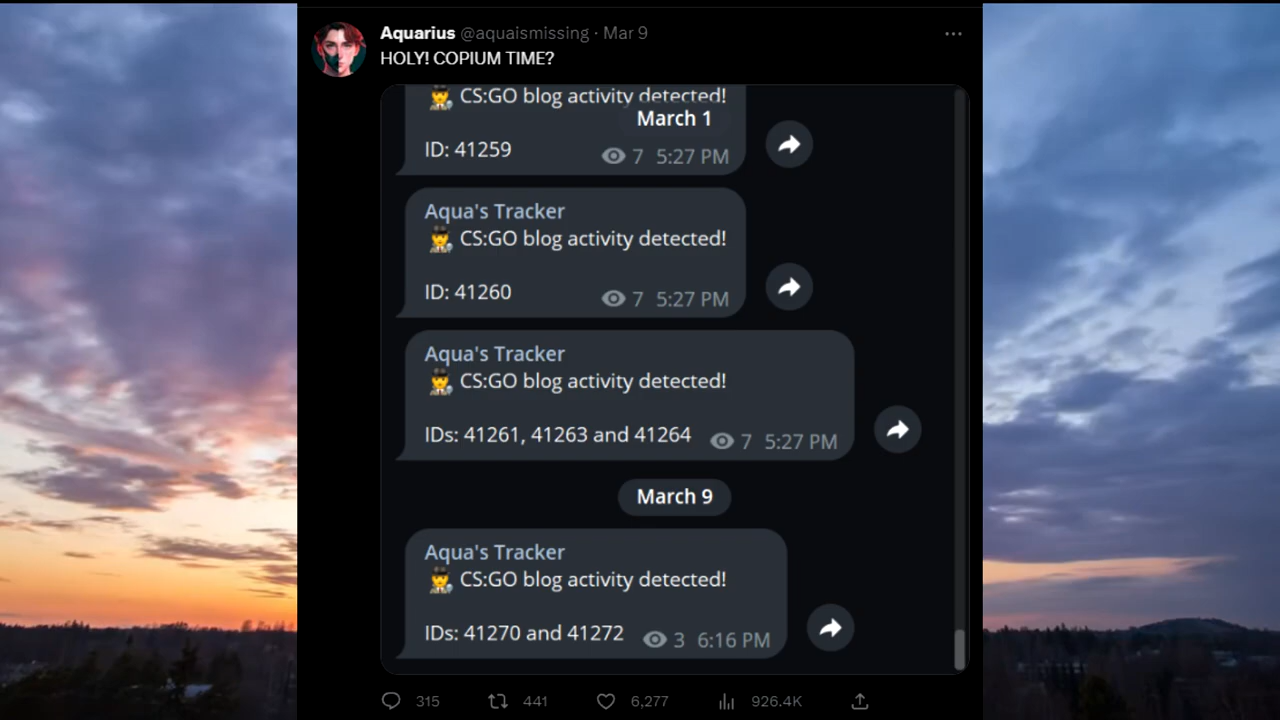 Aquarius @aquaismissing · Mar 9
HOLY! COPIUM TIME?
CS:GO blog activity detected!
March 1
ID: 41259 7 5:27 PM
Aqua's Tracker
CS:GO blog activity detected!
ID: 41260 7 5:27 PM
Aqua's Tracker
CS:GO blog activity detected!
IDs: 41261, 41263 and 41264 7 5:27 PM
March 9
Aqua's Tracker
CS:GO blog activity detected!
IDs: 41270 and 41272 3 6:16 PM
315 441 6,277 926.4K